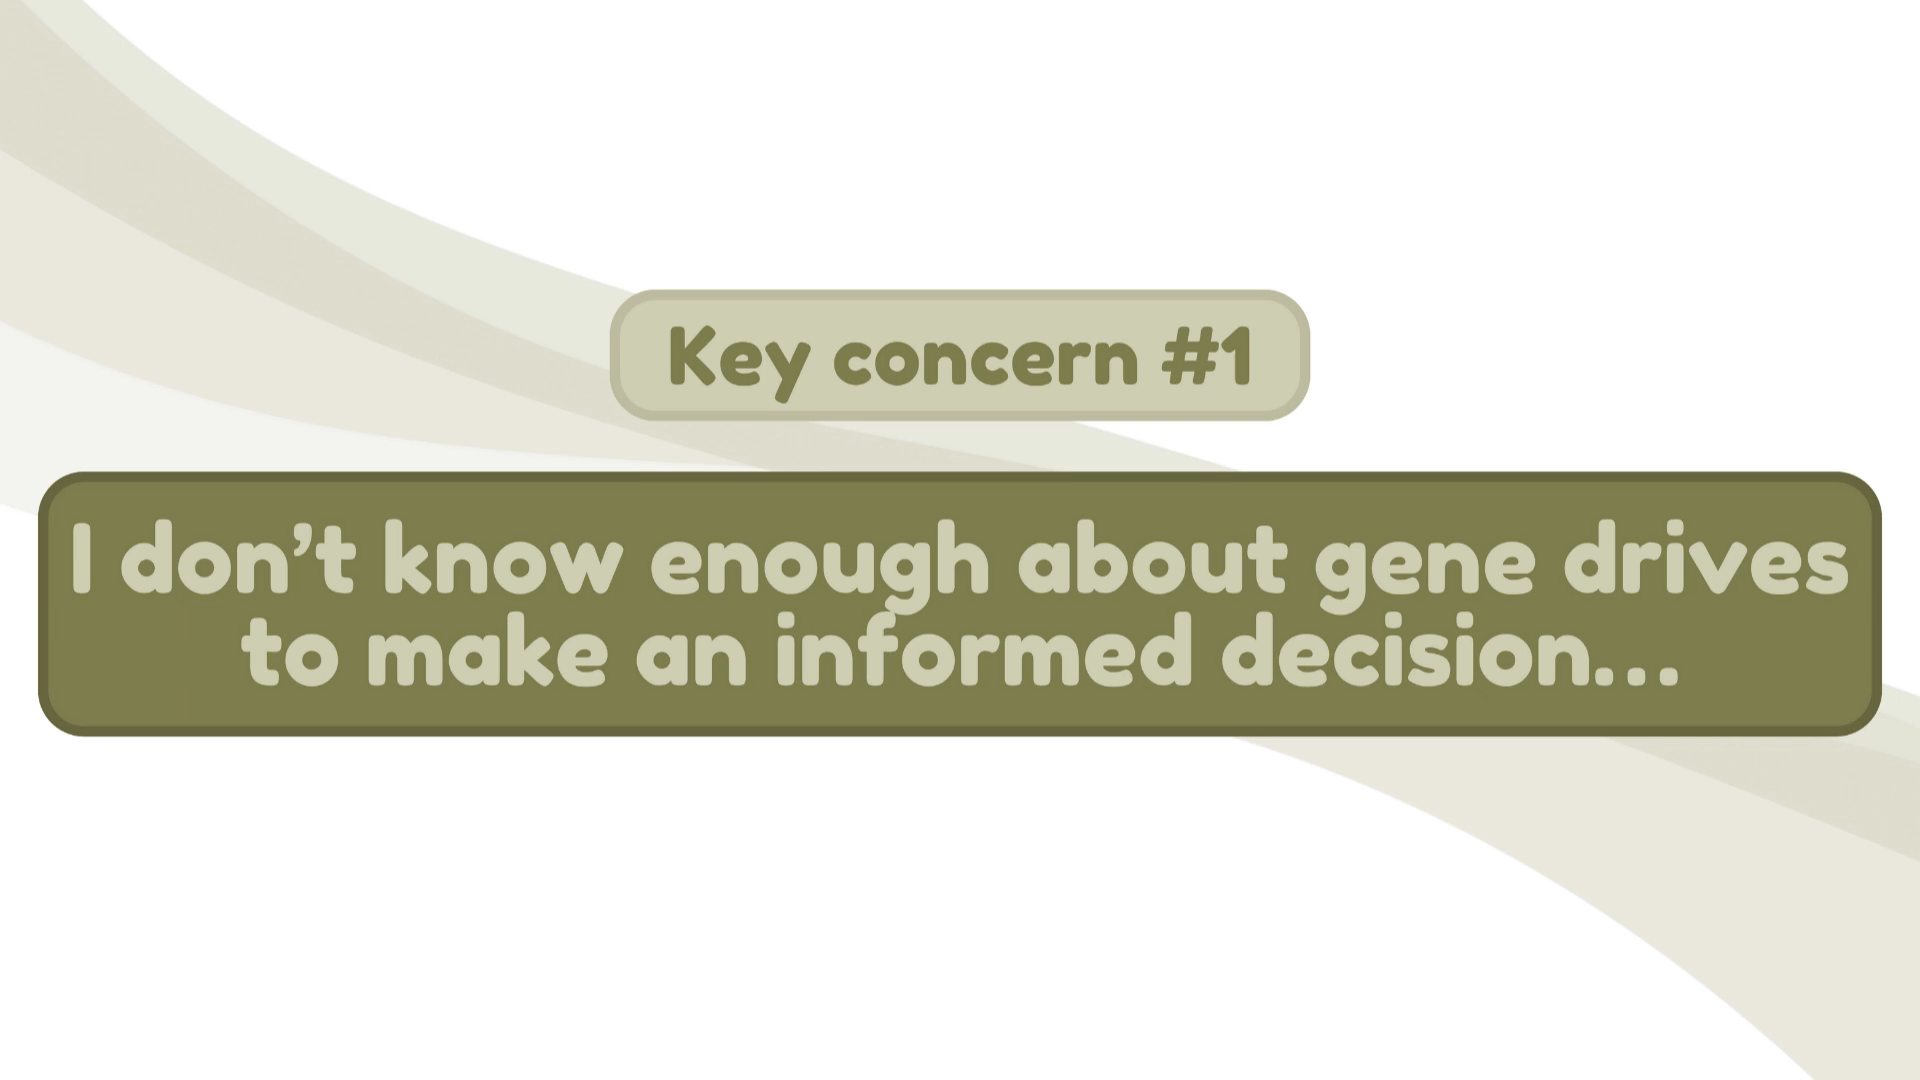 Key concern #1
I don’t know enough about gene drives
to make an informed decision...